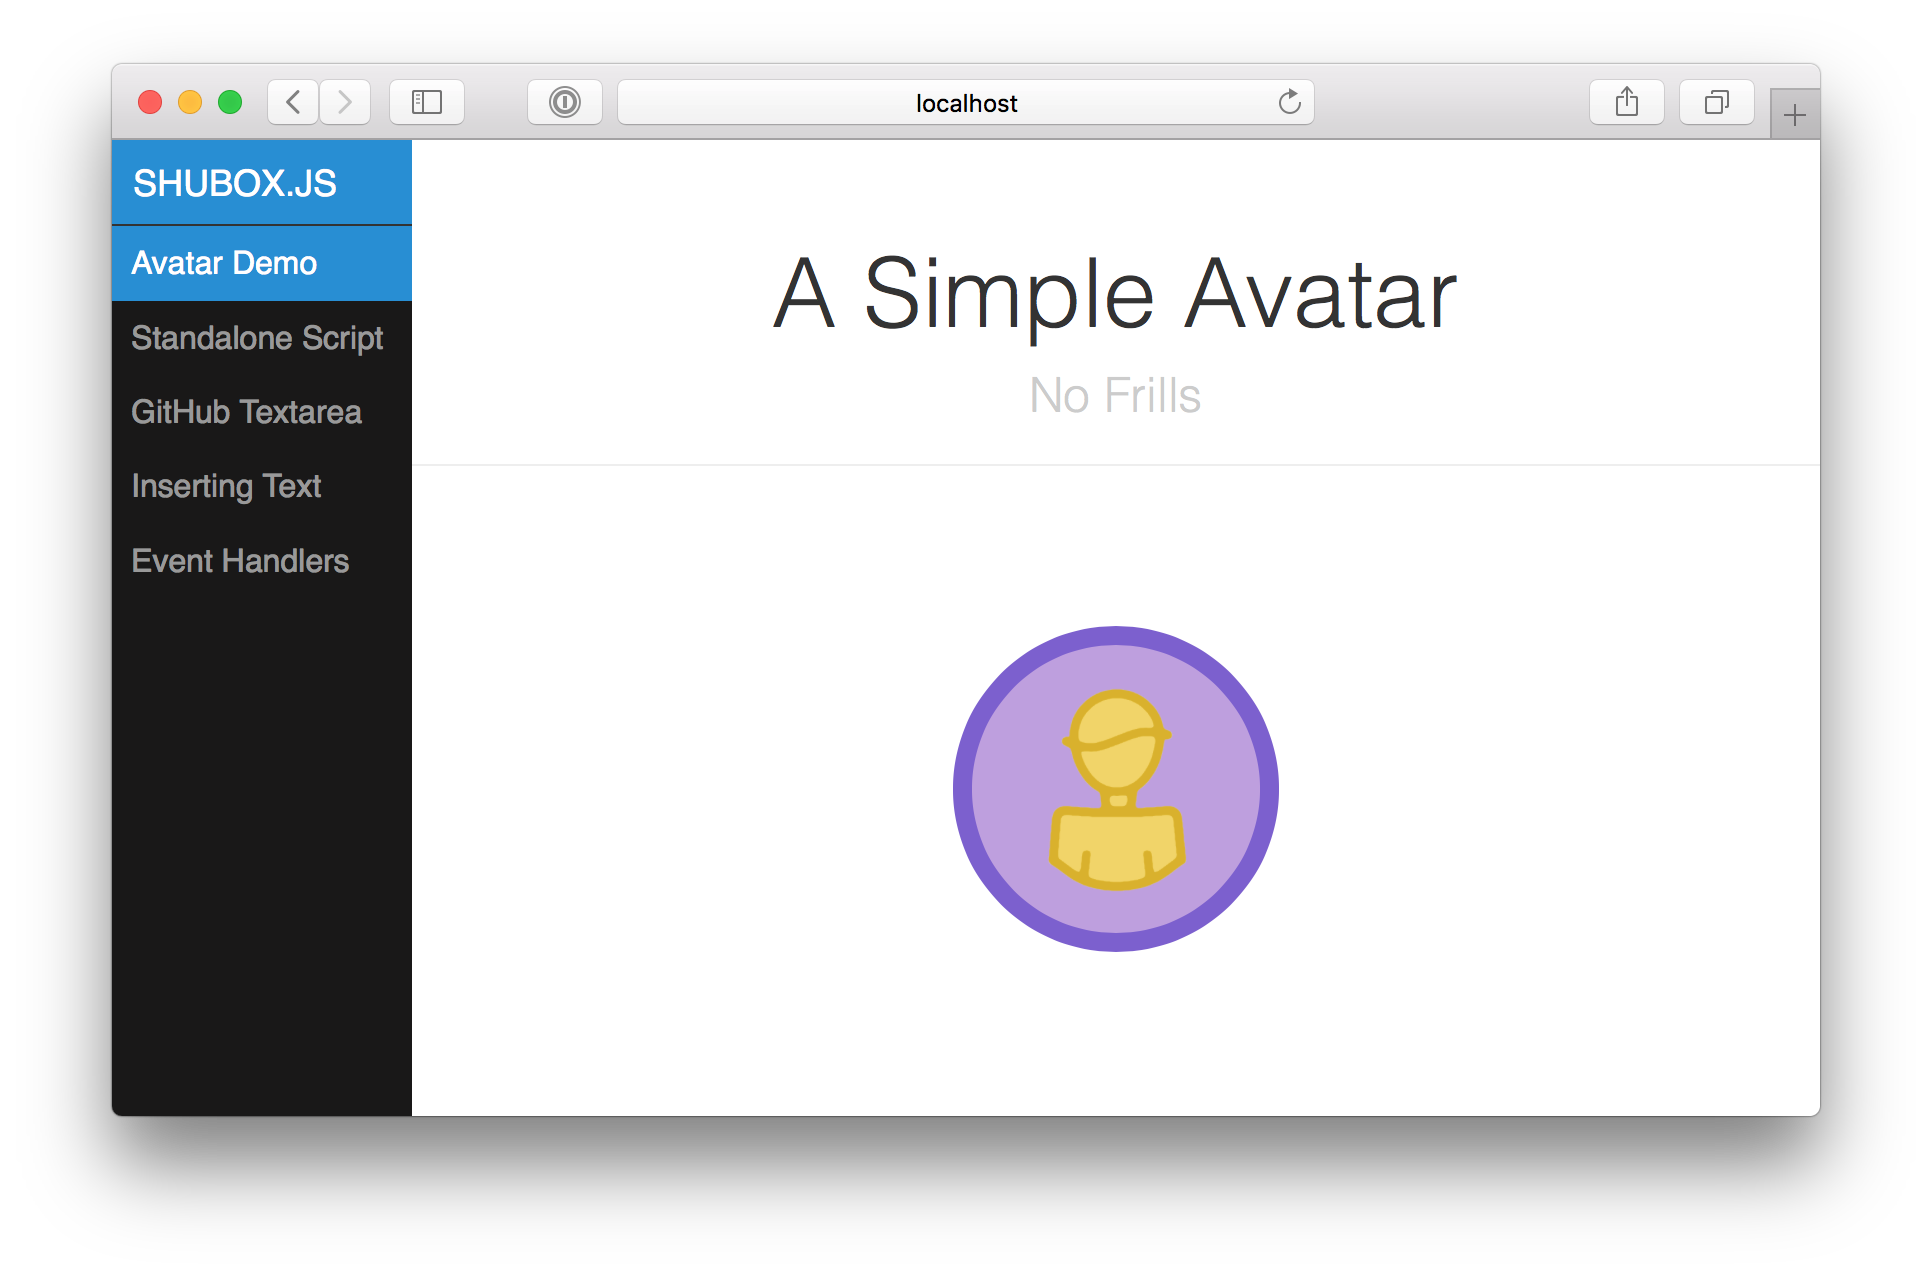 localhost
SHUBOX.JS
Avatar Demo
Standalone Script
GitHub Textarea
Inserting Text
Event Handlers
A Simple Avatar
No Frills